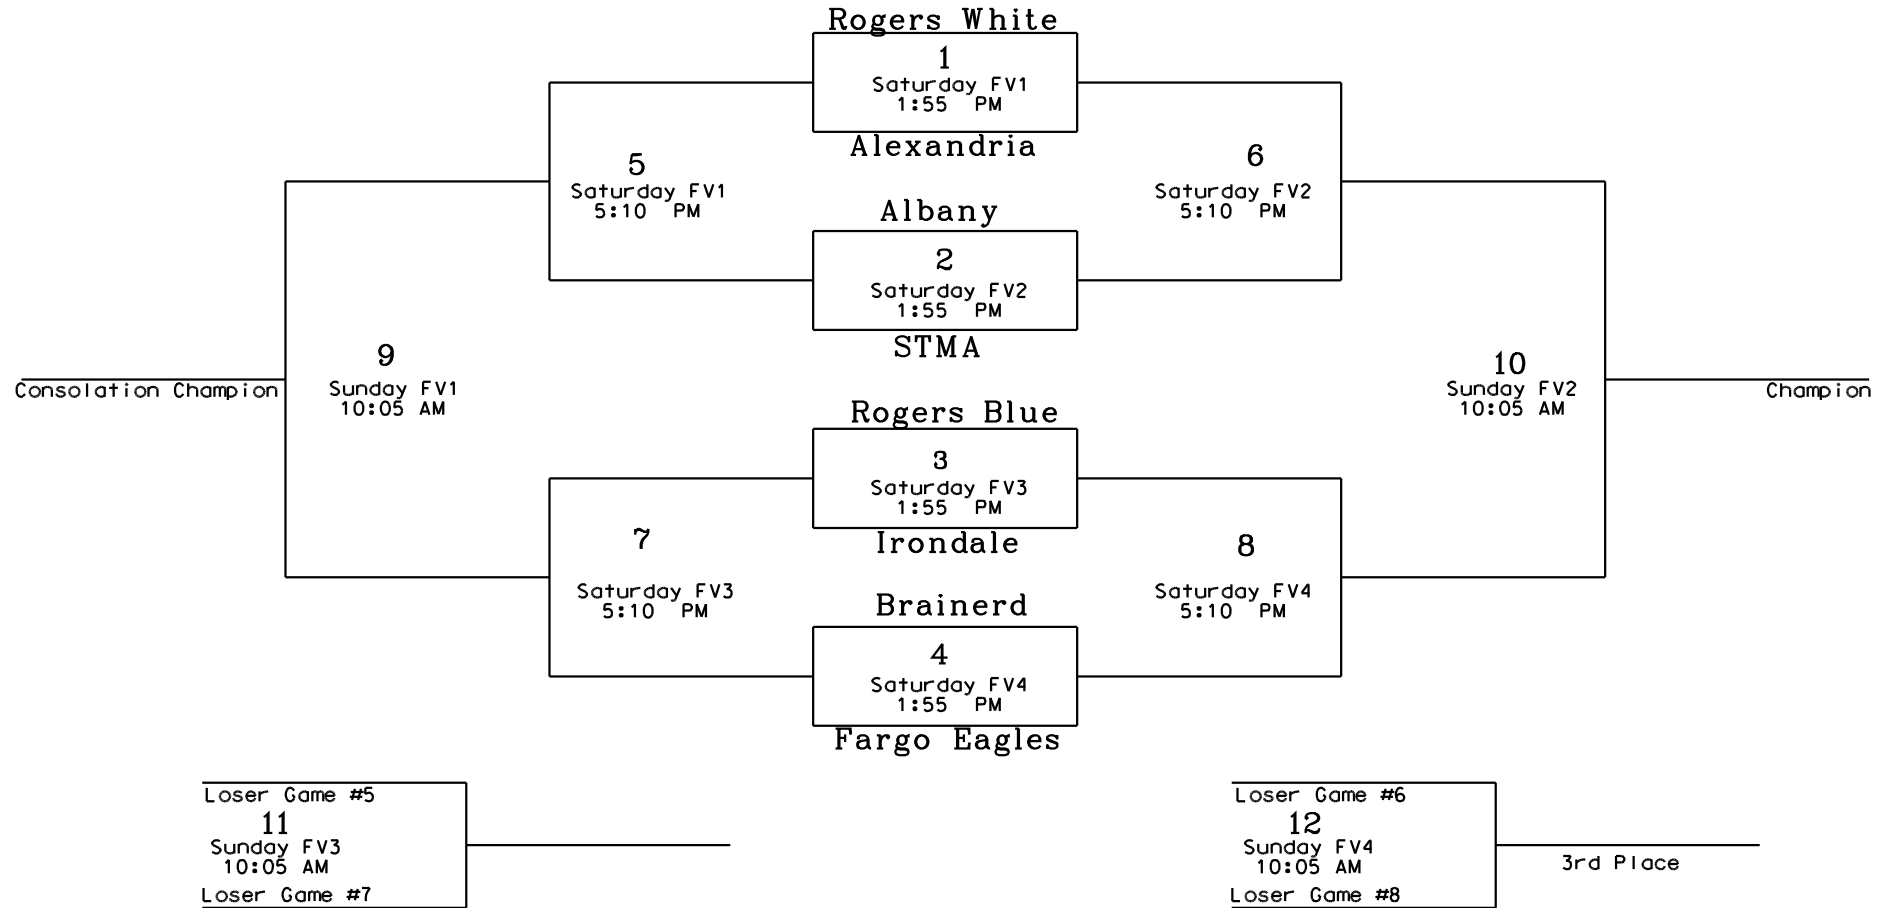 Rogers White
1
Saturday FV1
1:55 PM
Alexandria
5
Saturday FV1
5:10 PM
6
Saturday FV2
5:10 PM
Albany
2
Saturday FV2
1:55 PM
STMA
9
Sunday FV1
10:05 AM
Consolation Champion
10
Sunday FV2
10:05 AM
Champion
Rogers Blue
3
Saturday FV3
1:55 PM
Irondale
7
Saturday FV3
5:10 PM
8
Saturday FV4
5:10 PM
Brainerd
4
Saturday FV4
1:55 PM
Fargo Eagles
Loser Game #5
11
Sunday FV3
10:05 AM
Loser Game #7
Loser Game #6
12
Sunday FV4
10:05 AM
3rd Place
Loser Game #8